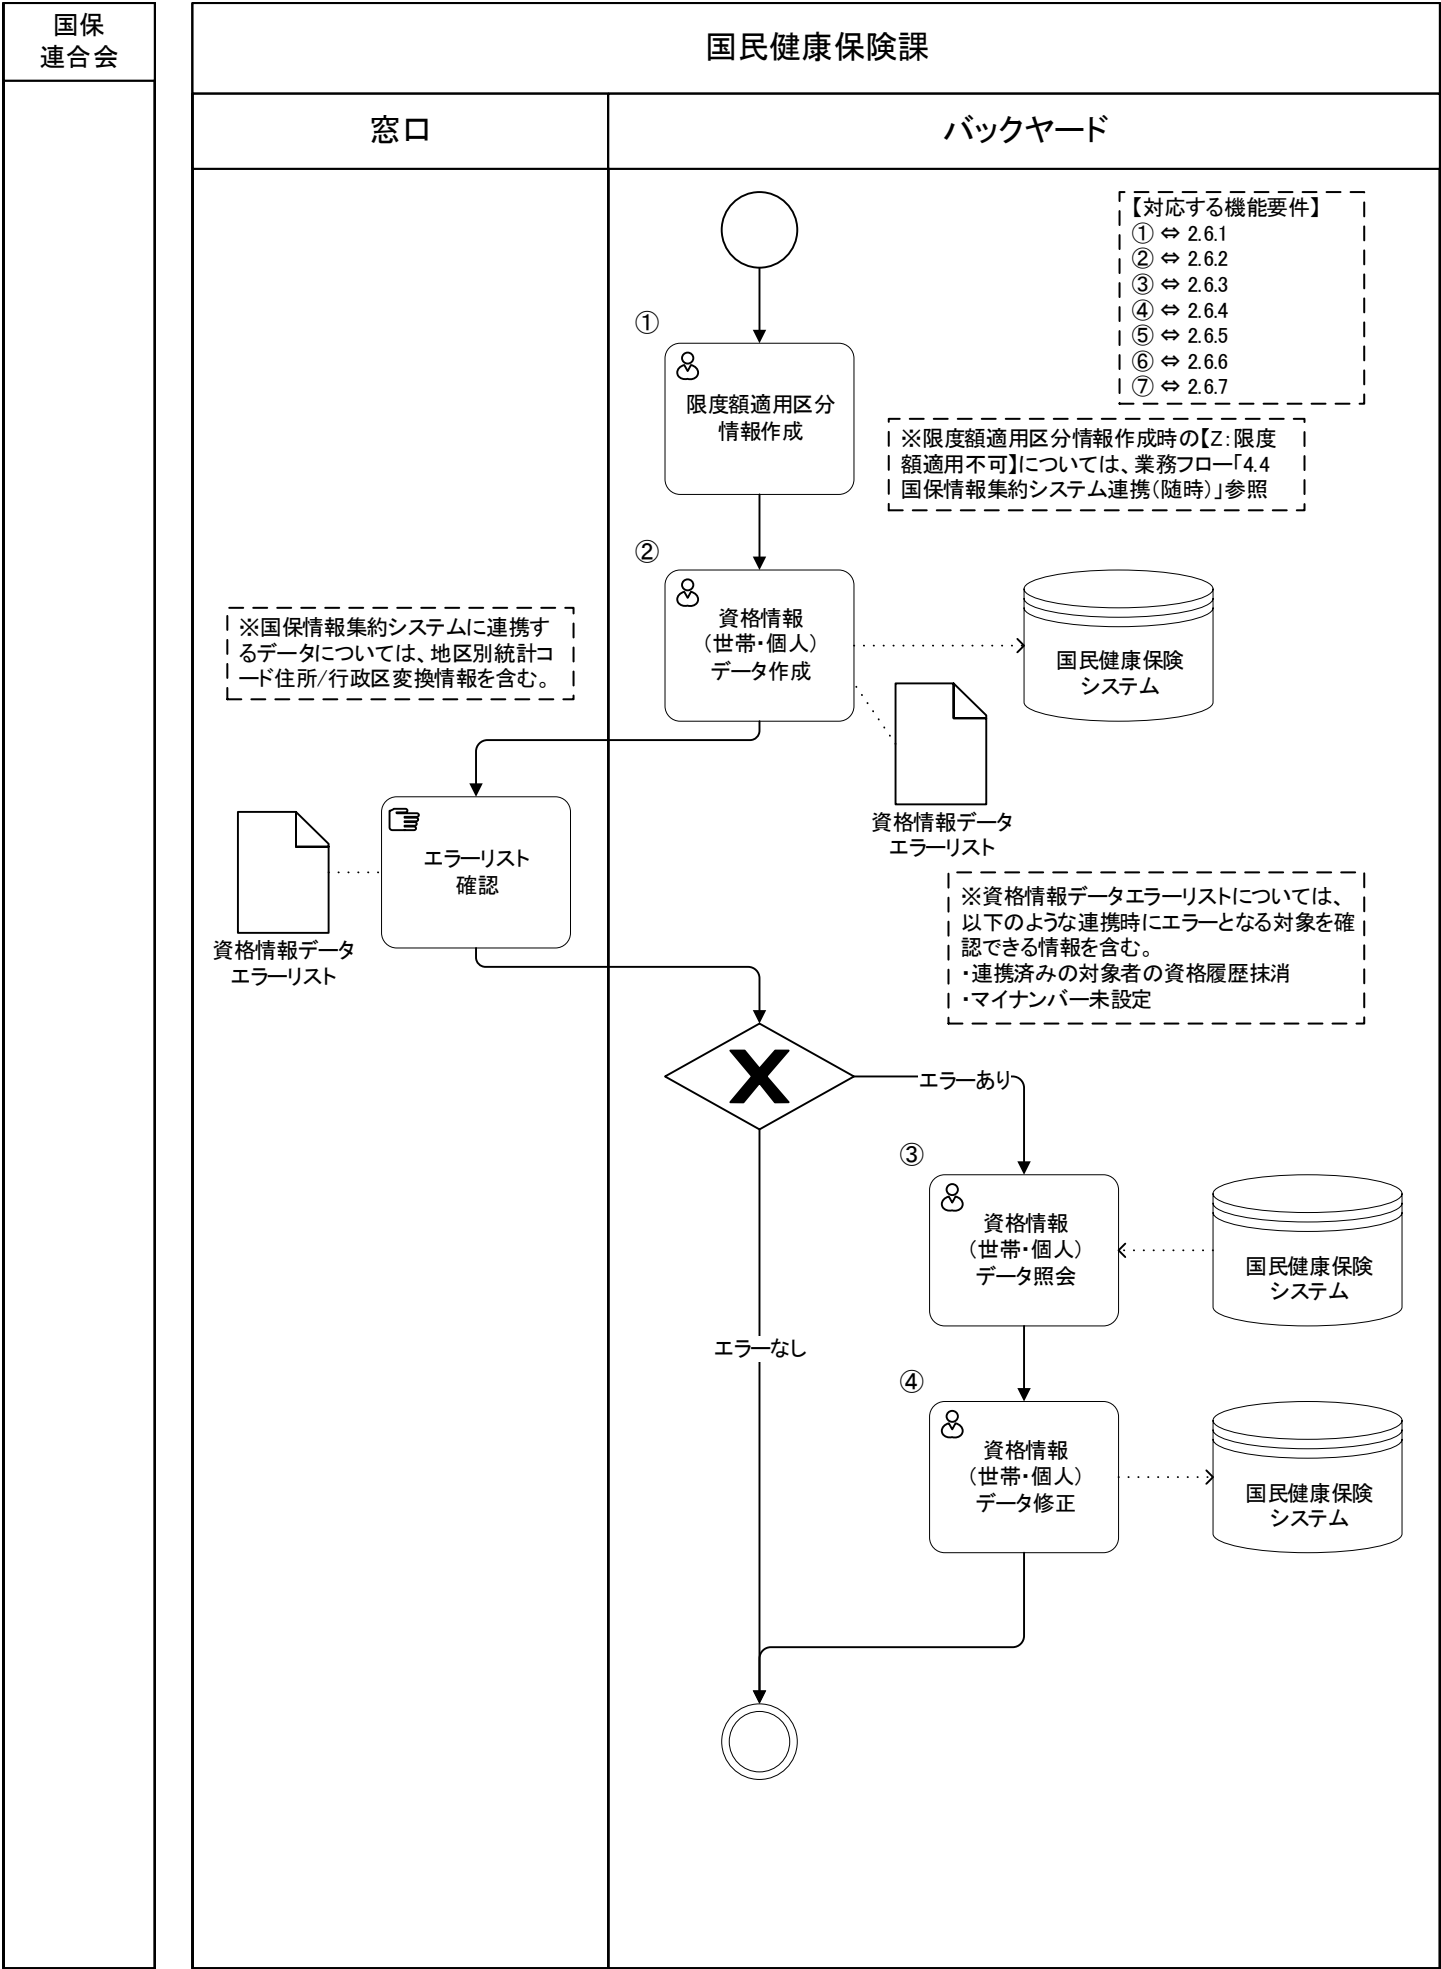 国保
連合会
国民健康保険課
窓口
バックヤード
【対応する機能要件】
① ⇔ 2.6.1
② ⇔ 2.6.2
③ ⇔ 2.6.3
④ ⇔ 2.6.4
⑤ ⇔ 2.6.5
⑥ ⇔ 2.6.6
⑦ ⇔ 2.6.7
①
限度額適用区分
情報作成
※限度額適用区分情報作成時の【Z：限度
額適用不可】については、業務フロー「4.4
国保情報集約システム連携（随時）」参照
②
資格情報
（世帯・個人）
データ作成
国民健康保険
システム
※国保情報集約システムに連携す
るデータについては、地区別統計コ
ード住所/行政区変換情報を含む。
資格情報データ
エラーリスト
エラーリスト
確認
資格情報データ
エラーリスト
※資格情報データエラーリストについては、
以下のような連携時にエラーとなる対象を確
認できる情報を含む。
・連携済みの対象者の資格履歴抹消
・マイナンバー未設定
X
エラーあり
③
資格情報
（世帯・個人）
データ照会
国民健康保険
システム
エラーなし
④
資格情報
（世帯・個人）
データ修正
国民健康保険
システム